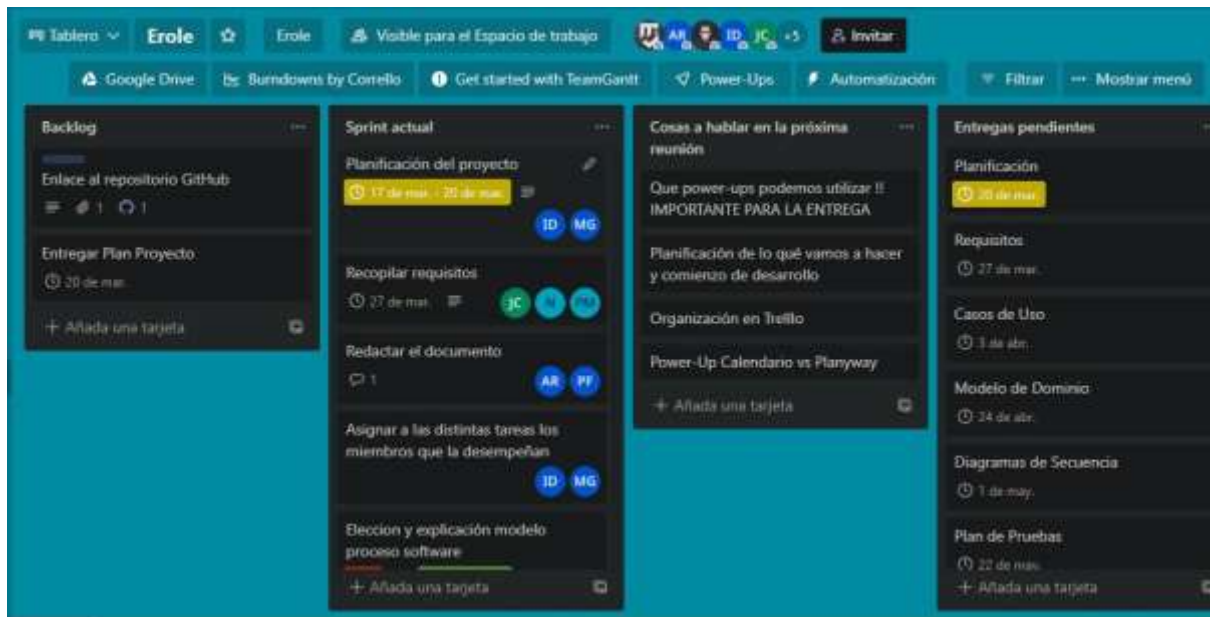 Tablero
Erole
Erole
Visible para el Espacio de trabajo
AR
ID
JC
+5
Invitar
Google Drive
Burndowns by Corrello
Get started with TeamGantt
Power-Ups
Automatización
Filtrar
Mostrar menú
Backlog
Enlace al repositorio GitHub
1
1
Entregar Plan Proyecto
20 de mar.
+ Añada una tarjeta
Sprint actual
Planificación del proyecto
17 de mar. - 20 de mar.
ID MG
Recopilar requisitos
27 de mar.
JC
Redactar el documento
1
AR PF
Asignar a las distintas tareas los
miembros que la desempeñan
ID MG
Eleccion y explicación modelo
proceso software
+ Añada una tarjeta
Cosas a hablar en la próxima
reunión
Que power-ups podemos utilizar !!
IMPORTANTE PARA LA ENTREGA
Planificación de lo qué vamos a hacer
y comienzo de desarrollo
Organización en Trelllo
Power-Up Calendario vs Planyway
+ Añada una tarjeta
Entregas pendientes
Planificación
20 de mar.
Requisitos
27 de mar.
Casos de Uso
3 de abr.
Modelo de Dominio
24 de abr.
Diagramas de Secuencia
1 de may.
Plan de Pruebas
22 de may.
+ Añada una tarjeta